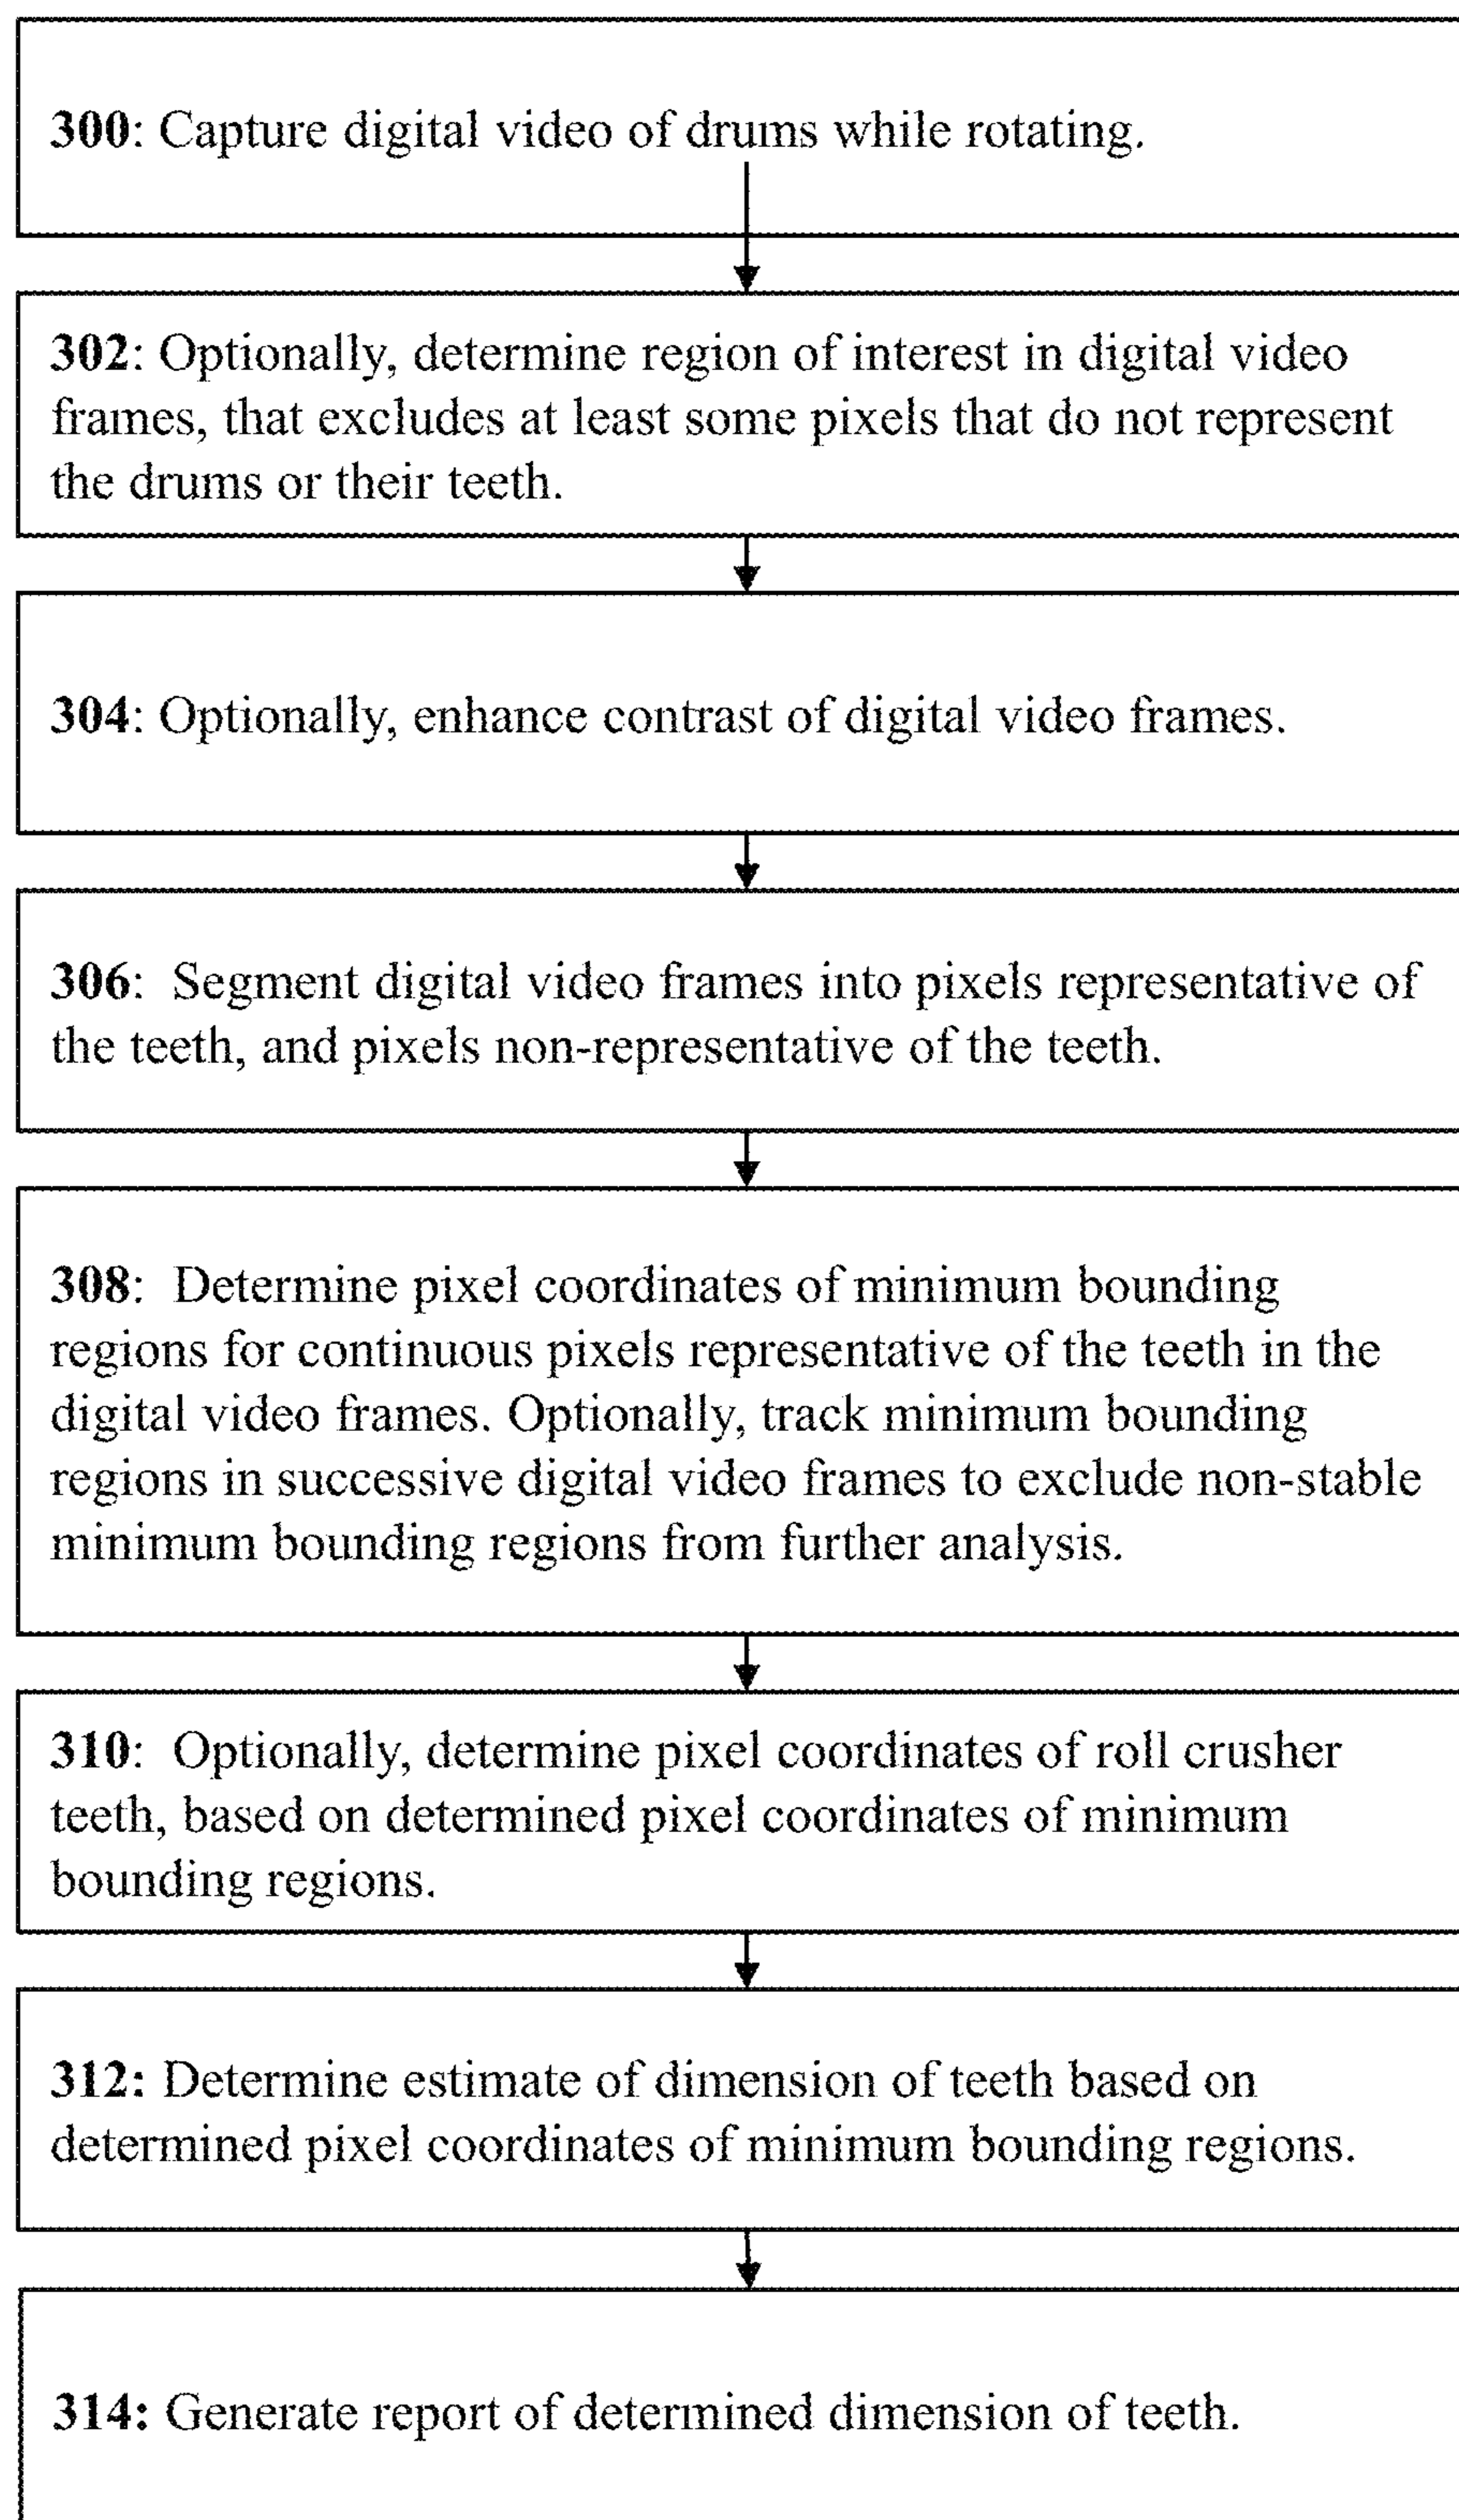 300: Capture digital video of drums while rotating.
302: Optionally, determine region of interest in digital video
frames, that excludes at least some pixels that do not represent
the drums or their teeth.
304: Optionally, enhance contrast of digital video frames.
306: Segment digital video frames into pixels representative of
the teeth, and pixels non-representative of the teeth.
308: Determine pixel coordinates of minimum bounding
regions for continuous pixels representative of the teeth in the
digital video frames. Optionally, track minimum bounding
regions in successive digital video frames to exclude non-stable
minimum bounding regions from further analysis.
310: Optionally, determine pixel coordinates of roll crusher
teeth, based on determined pixel coordinates of minimum
bounding regions.
312: Determine estimate of dimension of teeth based on
determined pixel coordinates of minimum bounding regions.
314: Generate report of determined dimension of teeth.